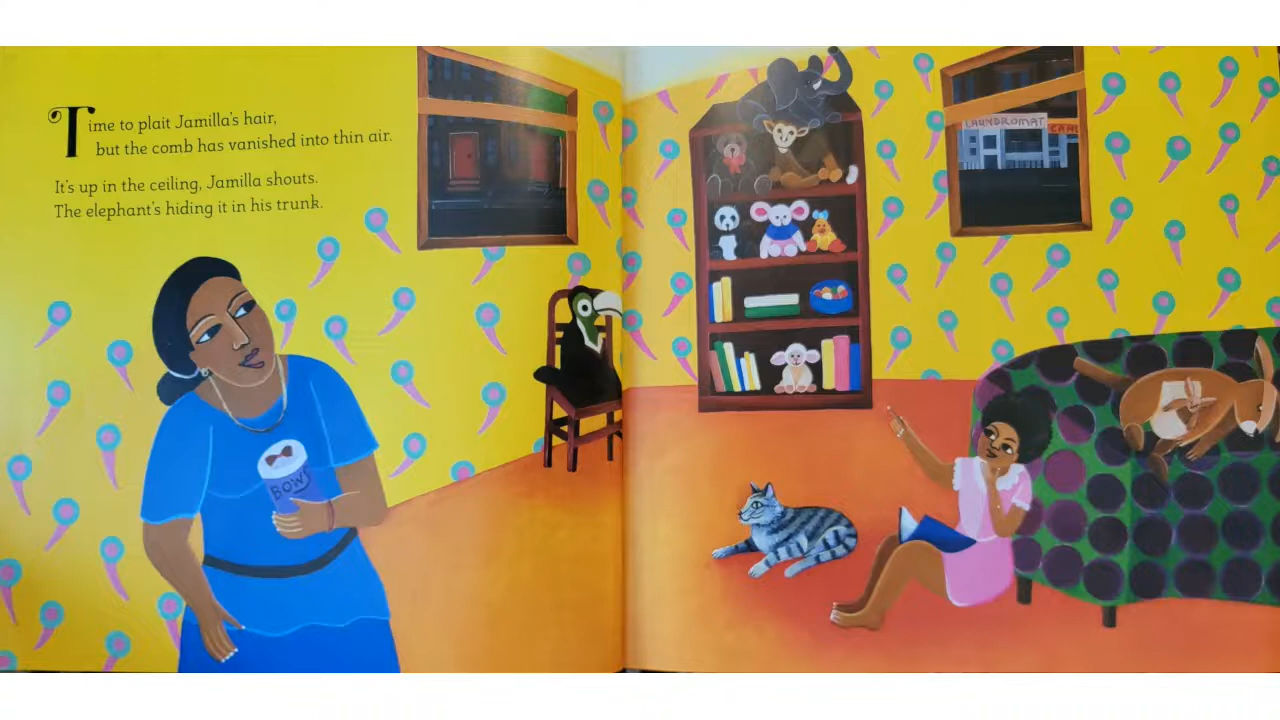 Time to plait Jamilla's hair,
but the comb has vanished into thin air.
It's up in the ceiling, Jamilla shouts.
The elephant's hiding it in his trunk.
BOWS
LAUNDROMAT